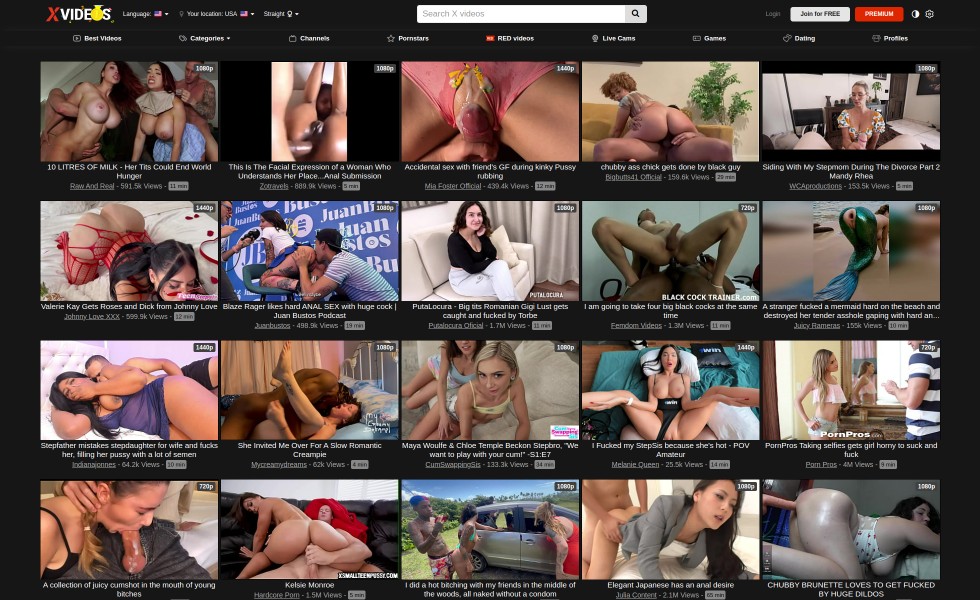 XVIDEOS
Language:
Your location: USA
Straight
Search X videos
Login
Join for FREE
PREMIUM
Best Videos
Categories
Channels
Pornstars
RED videos
Live Cams
Games
Dating
Profiles
1080p
1080p
1440p
1080p
10 LITRES OF MILK - Her Tits Could End World
Hunger
Raw And Real - 591.5k Views - 11 min
This Is The Facial Expression of a Woman Who
Understands Her Place...Anal Submission
Zotravels - 889.9k Views - 5 min
Accidental sex with friend's GF during kinky Pussy
rubbing
Mia Foster Official - 439.4k Views - 12 min
chubby ass chick gets done by black guy
Bigbutts41 Official - 159.6k Views - 29 min
Siding With My Stepmom During The Divorce Part 2
Mandy Rhea
WCAproductions - 153.5k Views - 5 min
1440p
1080p
1080p
720p
1080p
PUTALOCURA
BLACK COCK TRAINER.COM
Valerie Kay Gets Roses and Dick from Johnny Love
Johnny Love XXX - 599.9k Views - 12 min
Blaze Rager likes hard ANAL SEX with huge cock |
Juan Bustos Podcast
Juanbustos - 498.9k Views - 19 min
PutaLocura - Big tits Romanian Gigi Lust gets
caught and fucked by Torbe
Putalocura Oficial - 1.7M Views - 11 min
I am going to take four big black cocks at the same
time
Femdom Videos - 1.3M Views - 11 min
A stranger fucked a mermaid hard on the beach and
destroyed her tender asshole gaping with hard an...
Juicy Rameras - 155k Views - 10 min
1440p
1080p
1080p
1440p
720p
PornPros.com
Stepfather mistakes stepdaughter for wife and fucks
her, filling her pussy with a lot of semen
Indianajonnes - 64.2k Views - 10 min
She Invited Me Over For A Slow Romantic
Creampie
Mycreamydreams - 62k Views - 4 min
Maya Woulfe & Chloe Temple Beckon Stepbro, "We
want to play with your cum!" -S1:E7
CumSwappingSis - 133.3k Views - 34 min
I Fucked my StepSis because she's hot - POV
Amateur
Melanie Queen - 25.5k Views - 14 min
PornPros Taking selfies gets girl horny to suck and
fuck
Porn Pros - 4M Views - 9 min
720p
1080p
1080p
1080p
XSMALLTEENPUSSY.COM
A collection of juicy cumshot in the mouth of young
bitches
Kelsie Monroe
Hardcore Porn - 1.5M Views - 5 min
I did a hot bitching with my friends in the middle of
the woods, all naked without a condom
Elegant Japanese has an anal desire
Julia Content - 2.1M Views - 65 min
CHUBBY BRUNETTE LOVES TO GET FUCKED
BY HUGE DILDOS